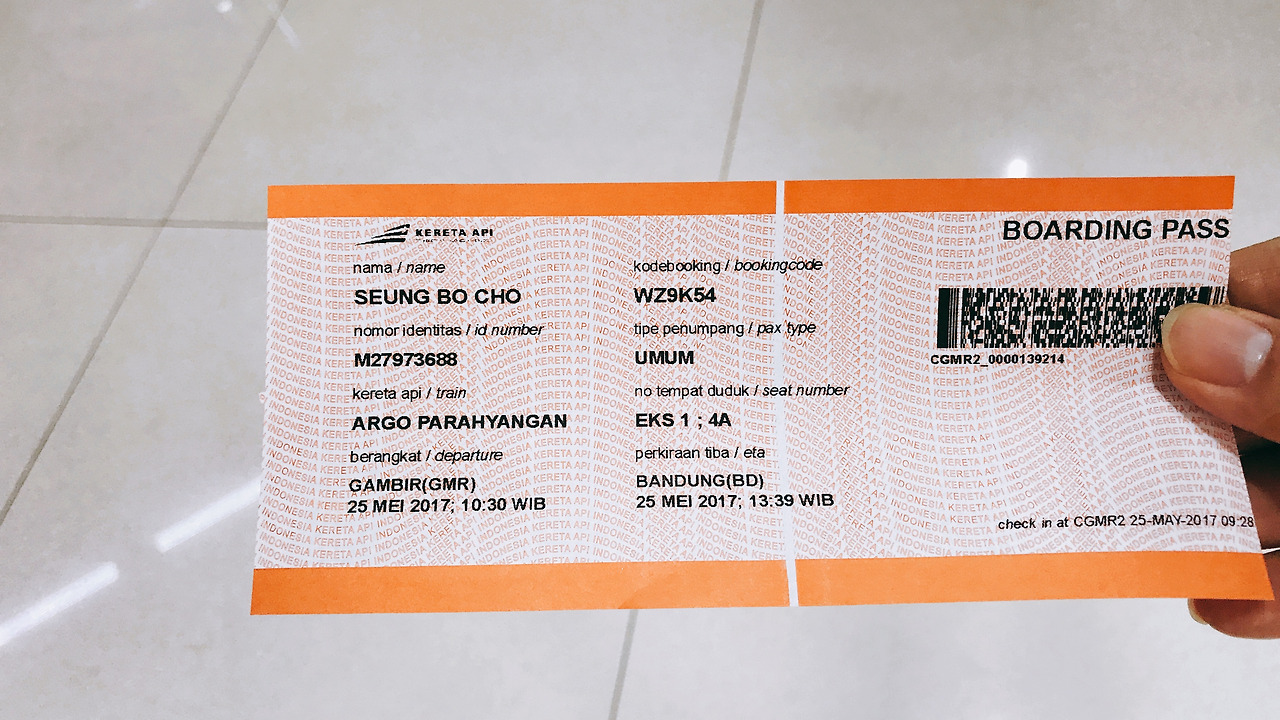 KERETA API
BOARDING PASS
nama / name
kodebooking / bookingcode
SEUNG BO CHO
WZ9K54
nomor identitas / id number
tipe penumpang / pax type
M27973688
UMUM
CGMR2_0000139214
kereta api / train
no tempat duduk / seat number
ARGO PARAHYANGAN
EKS 1 ; 4A
berangkat / departure
perkiraan tiba / eta
GAMBIR(GMR)
BANDUNG(BD)
25 MEI 2017; 10:30 WIB
25 MEI 2017; 13:39 WIB
check in at CGMR2 25-MAY-2017 09:28